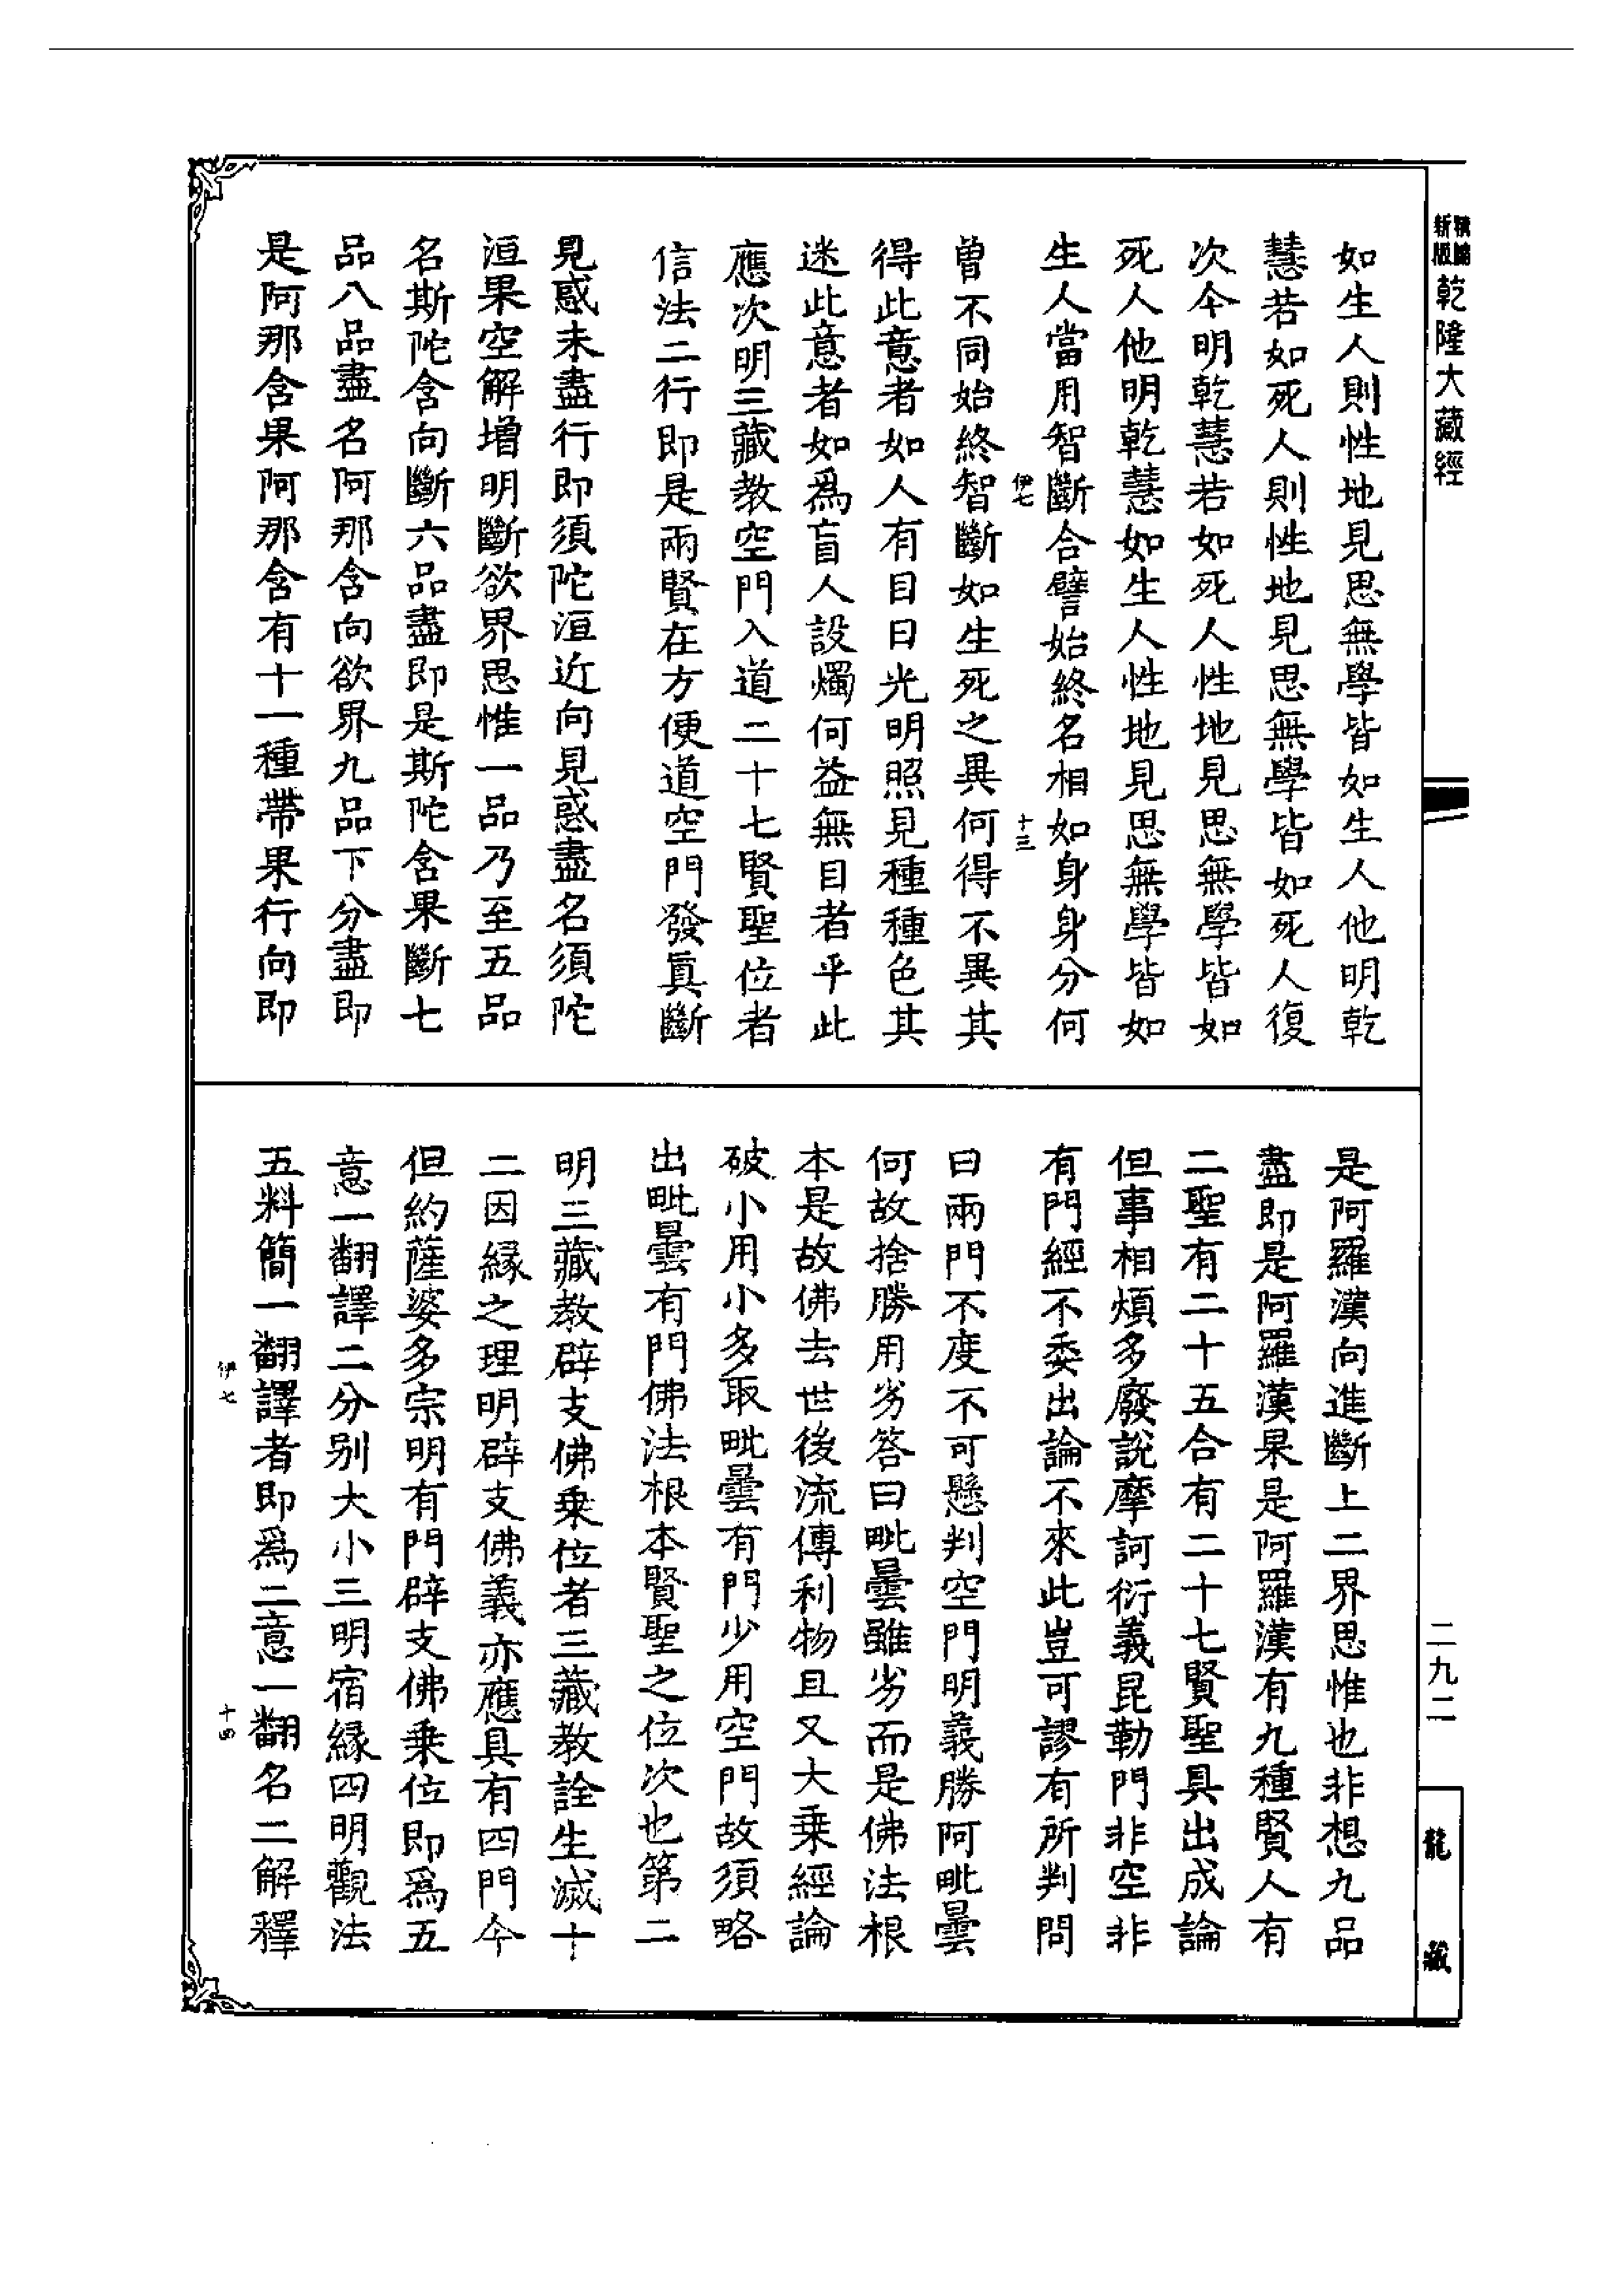 新編縮版
乾隆大藏經
如生人則性地見思無學皆如生人他明乾
慧若如死人則性地見思無學皆如死人復
次今明乾慧若如死人性地見思無學皆如
死人他明乾慧如生人性地見思無學皆如
生人當用智斷合譬始終名相如身身分何
伊七
十三
曾不同始終智斷如生死之異何得不異其
得此意者如人有目日光明照見種種色其
迷此意者如爲盲人設燭何益無目者乎此
應次明三藏教空門入道二十七賢聖位者
信法二行即是兩賢在方便道空門發真斷
見惑未盡行即須陀洹近向見惑盡名須陀
洹果空解增明斷欲界思惟一品乃至五品
名斯陀含向斷六品盡即是斯陀含果斷七
品八品盡名阿那含向欲界九品下分盡即
是阿那含果阿那含有十一種帶果行向即
是阿羅漢向進斷上二界思惟也非想九品
盡即是阿羅漢果是阿羅漢有九種賢人有
二聖有二十五合有二十七賢聖具出成論
但事相煩多廢說摩訶衍義昆勒門非空非
有門經不委出論不來此豈可謬有所判問
曰兩門不度不可懸判空門明義勝阿毗曇
何故捨勝用劣答曰毗曇雖劣而是佛法根
本是故佛去世後流傳利物且又大乘經論
破小用小多取毗曇有門少用空門故須略
出毗曇有門佛法根本賢聖之位次也第二
明三藏教辟支佛乘位者三藏教詮生滅十
二因緣之理明辟支佛義亦應具有四門今
但約薩婆多宗明有門辟支佛乘位即爲五
意一翻譯二分别大小三明宿緣四明觀法
五料簡一翻譯者即爲二意一翻名二解釋
伊七
十四
二九二
龍藏